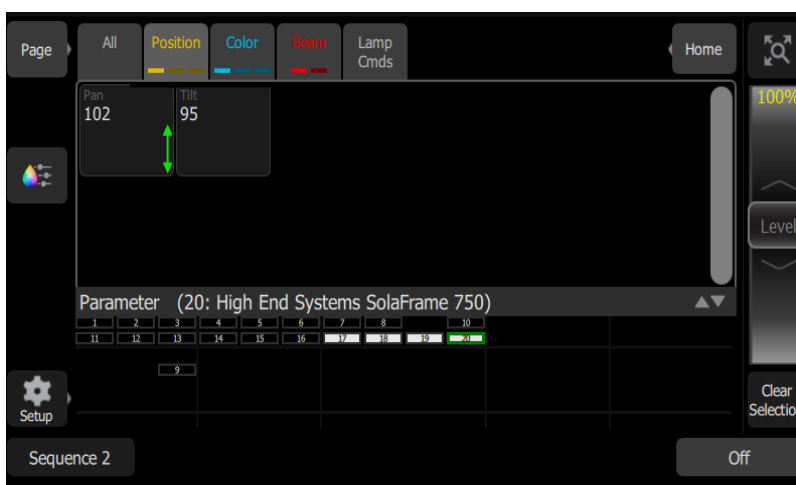 Page
All
Position
Color
Beam
Lamp
Cmds
Home
100%
Pan
102
Tilt
95
Level
Parameter (20: High End Systems SolaFrame 750)
1 2 3 4 5 6 7 8 10
11 12 13 14 15 16 17 18 19 20
9
Setup
Clear
Selectio
Sequence 2
Off